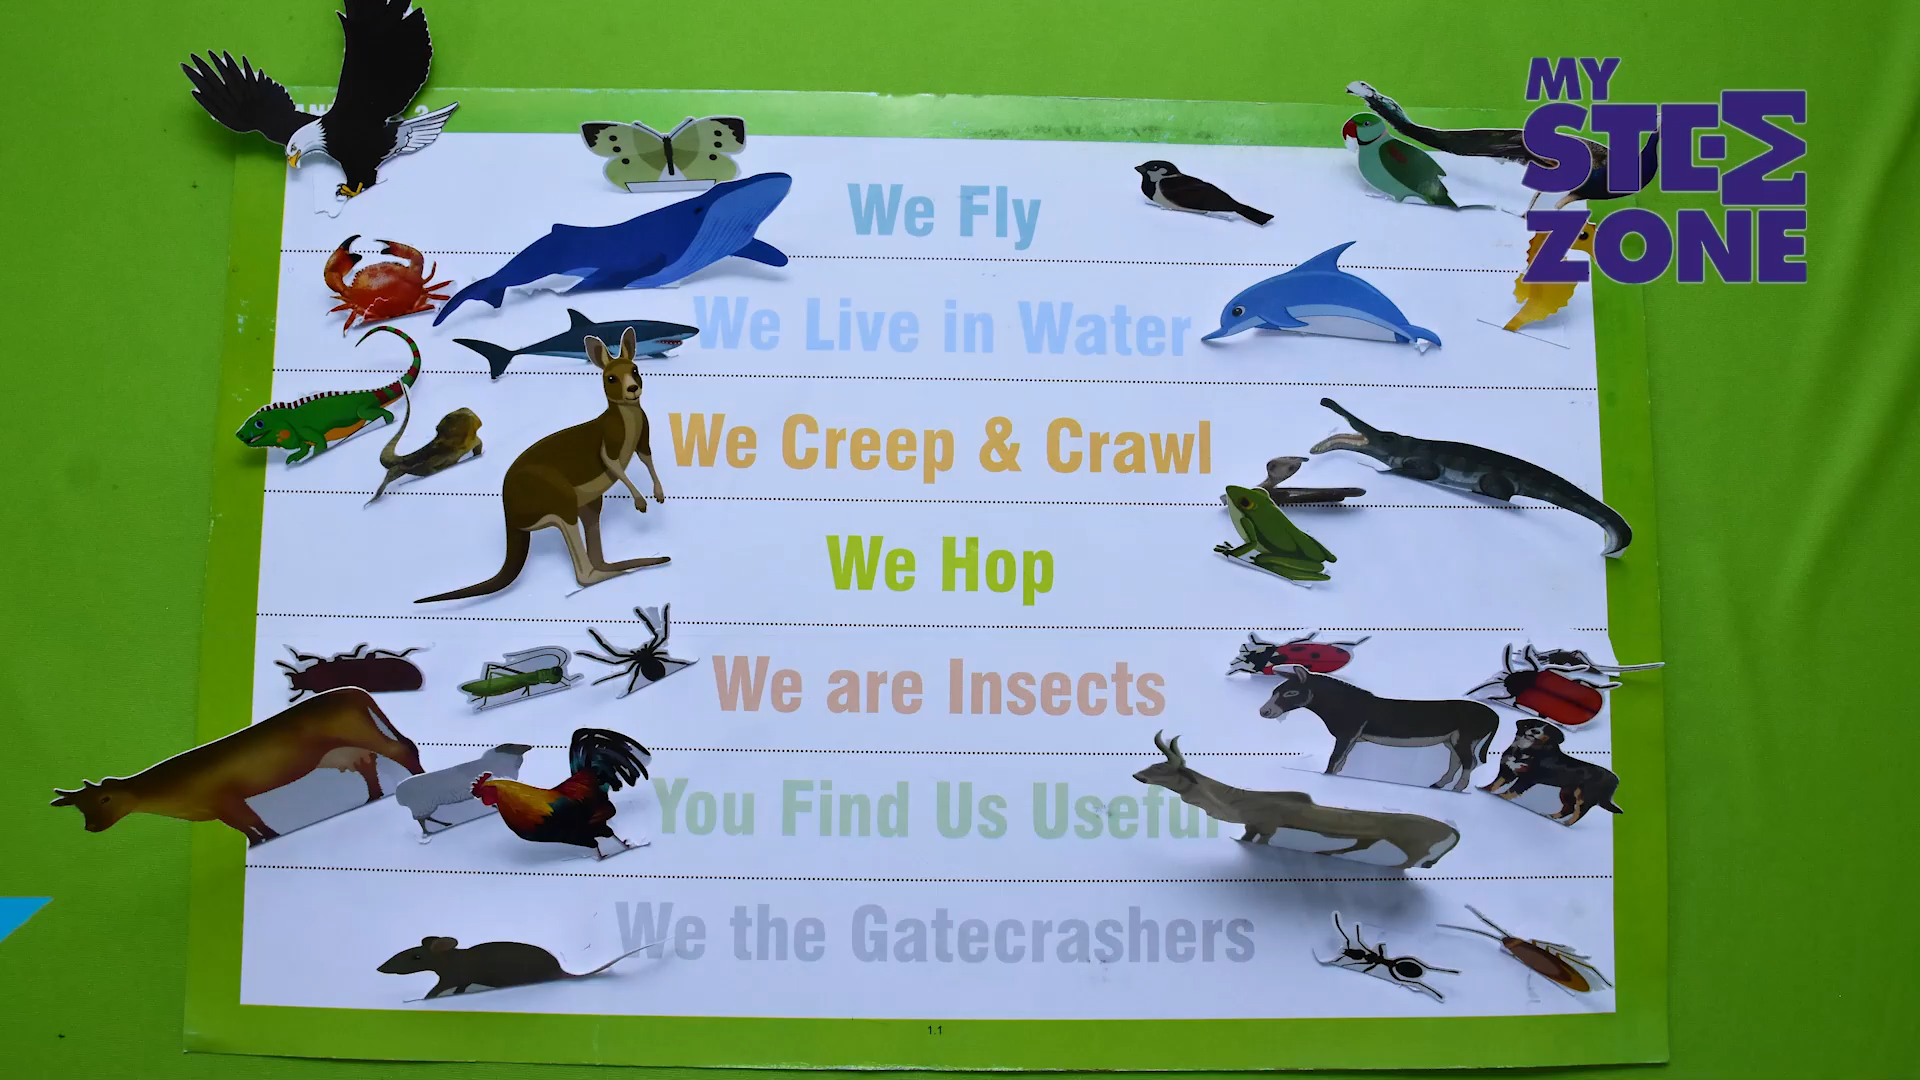 MY
STEM
ZONE
We Fly
We Live in Water
We Creep & Crawl
We Hop
We are Insects
You Find Us Useful
We the Gatecrashers
1.1